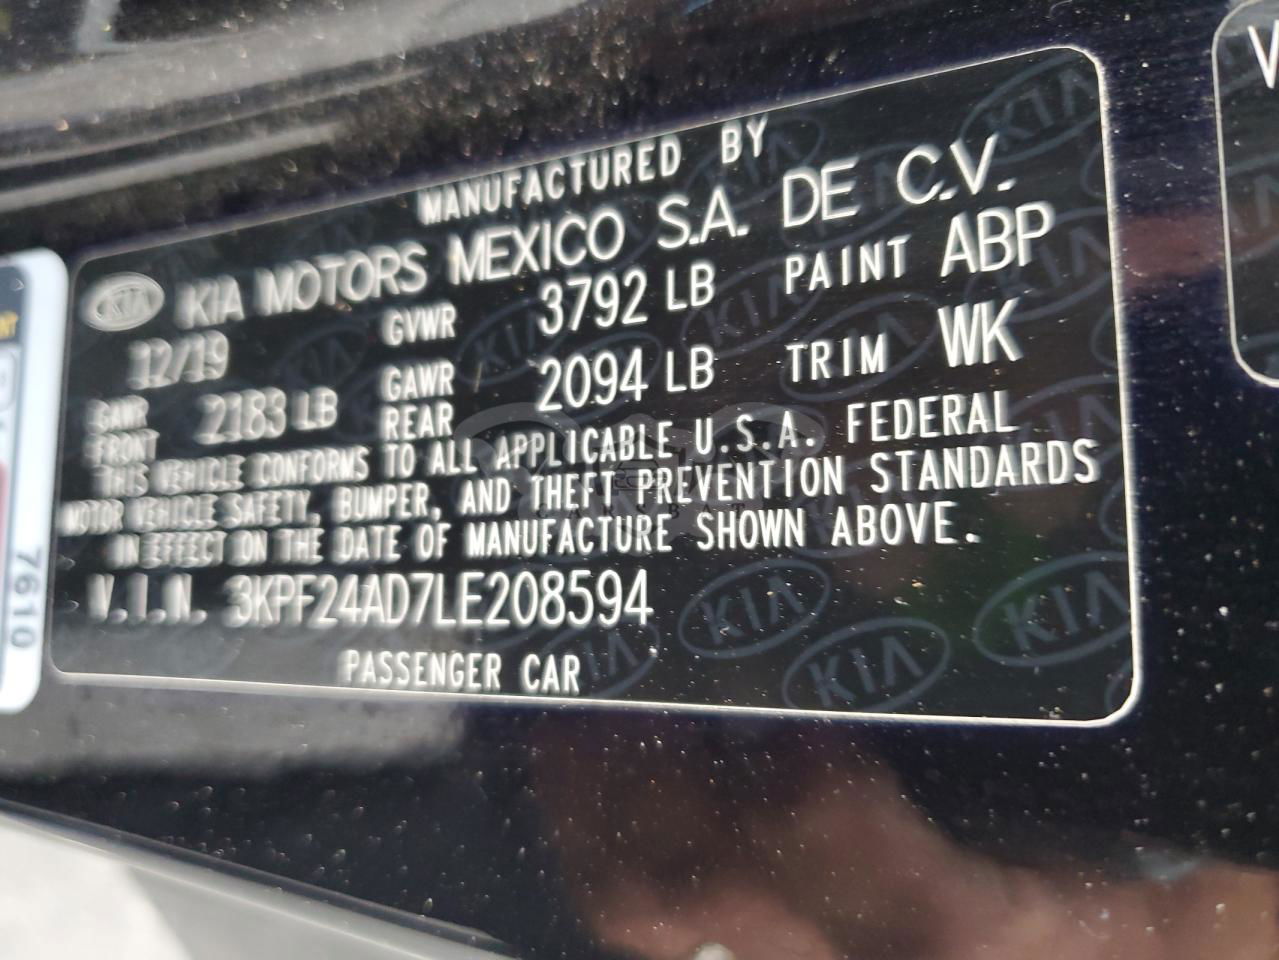 MANUFACTURED BY
KIA KIA MOTORS MEXICO S.A. DE C.V.
12/19 GVWR 3792 LB PAINT ABP
GAWR FRONT 2183 LB GAWR REAR 2094 LB TRIM WK
THIS VEHICLE CONFORMS TO ALL APPLICABLE U.S.A. FEDERAL
MOTOR VEHICLE SAFETY, BUMPER, AND THEFT PREVENTION STANDARDS
IN EFFECT ON THE DATE OF MANUFACTURE SHOWN ABOVE.
V.I.N. 3KPF24AD7LE208594
PASSENGER CAR
7610